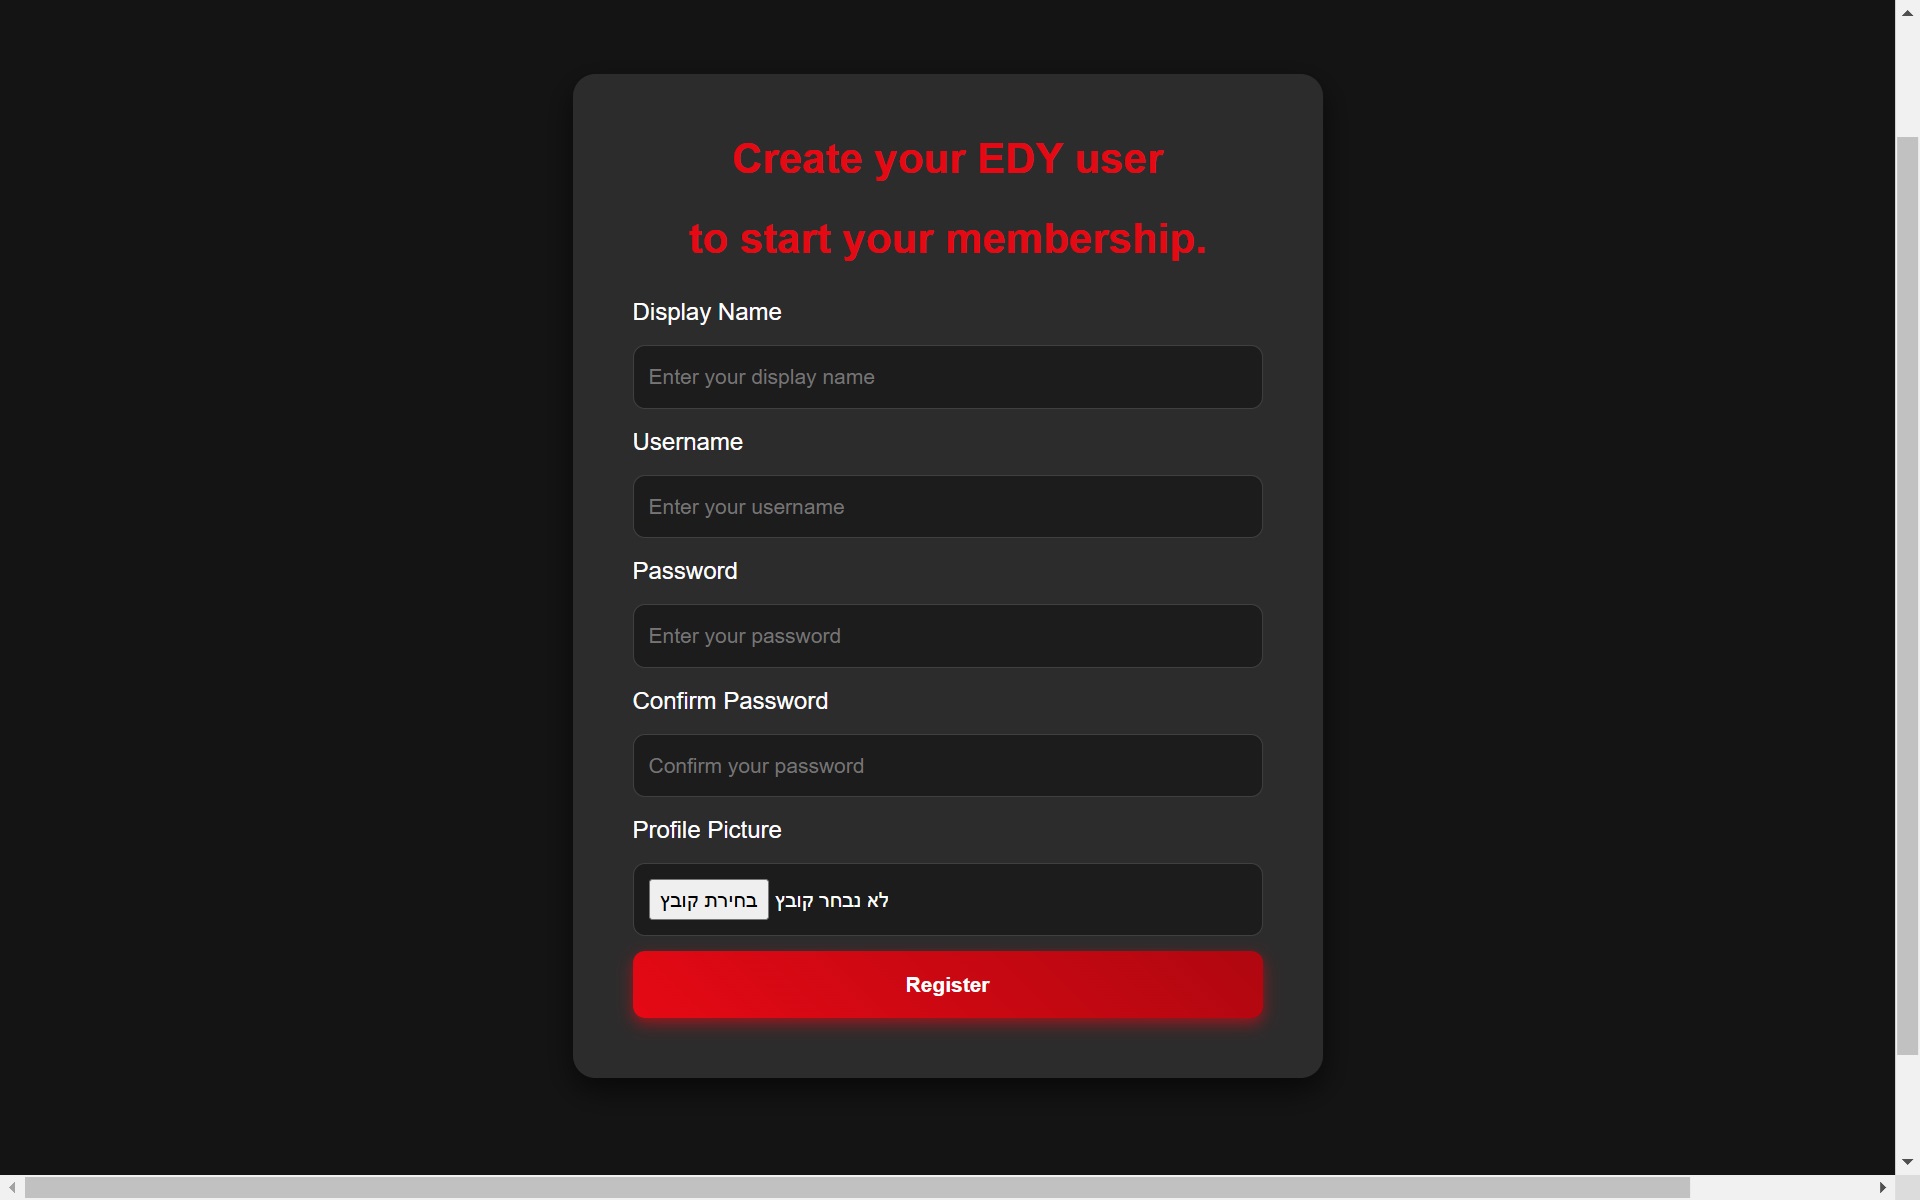 Create your EDY user
to start your membership.
Display Name
Enter your display name
Username
Enter your username
Password
Enter your password
Confirm Password
Confirm your password
Profile Picture
בחירת קובץ לא נבחר קובץ
Register